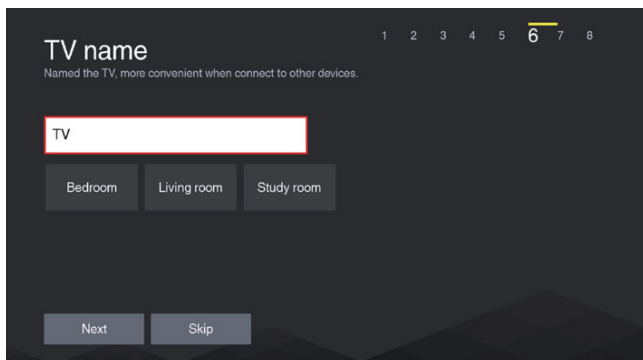 1 2 3 4 5 6 7 8
TV name
Named the TV, more convenient when connect to other devices.
TV
Bedroom Living room Study room
Next Skip